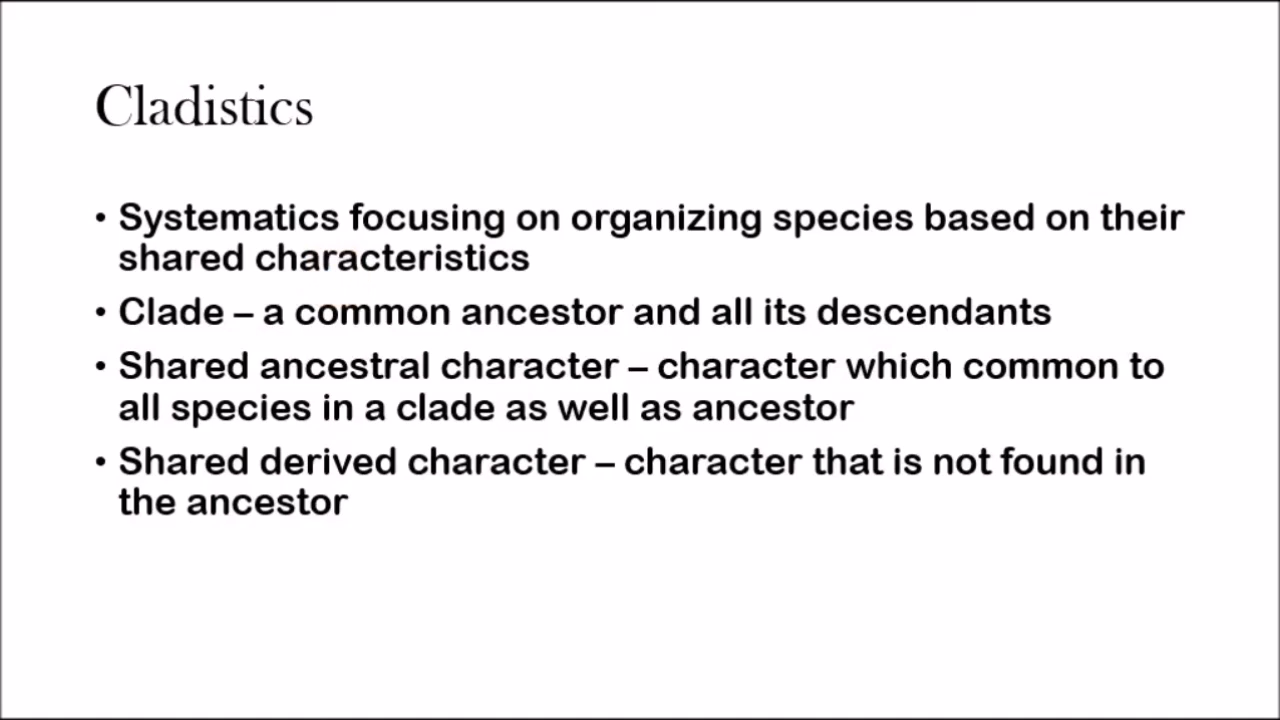 Cladistics
• Systematics focusing on organizing species based on their
shared characteristics
• Clade – a common ancestor and all its descendants
• Shared ancestral character – character which common to
all species in a clade as well as ancestor
• Shared derived character – character that is not found in
the ancestor